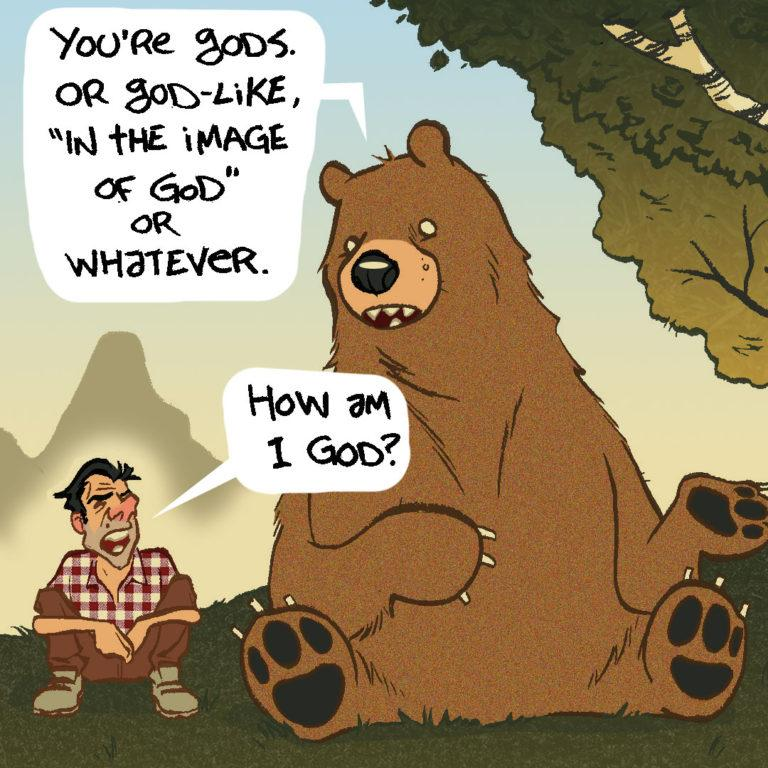 YOU'RE GODS.
OR GOD-LIKE,
"IN THE IMAGE
OF GOD"
OR
WHATEVER.
HOW AM
I GOD?